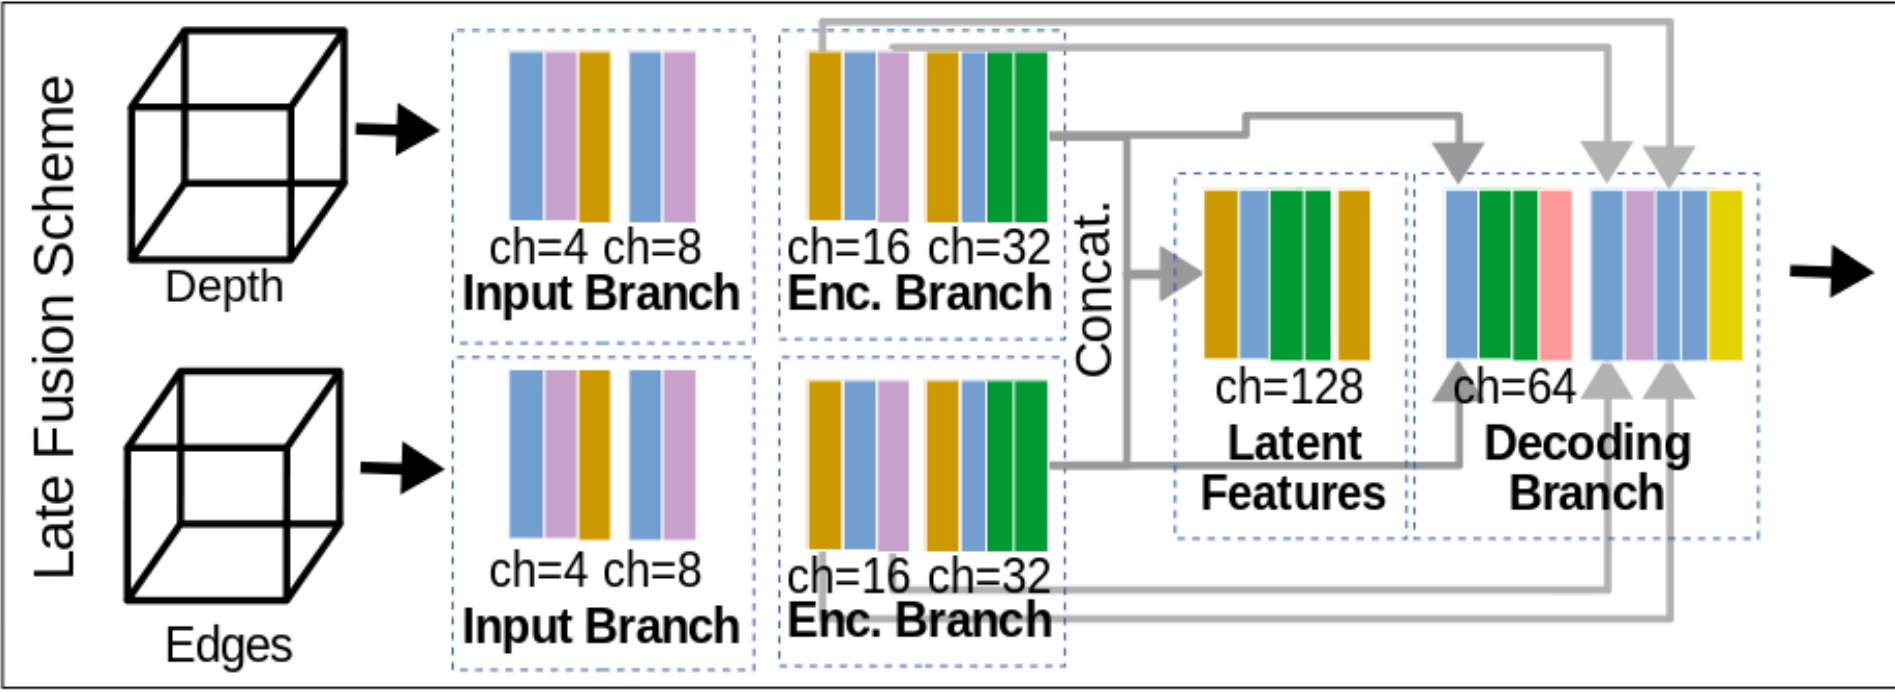 Late Fusion Scheme
Depth
ch=4 ch=8
Input Branch
ch=16 ch=32
Enc. Branch
Edges
ch=4 ch=8
Input Branch
ch=16 ch=32
Enc. Branch
Concat.
ch=128
Latent
Features
ch=64
Decoding
Branch